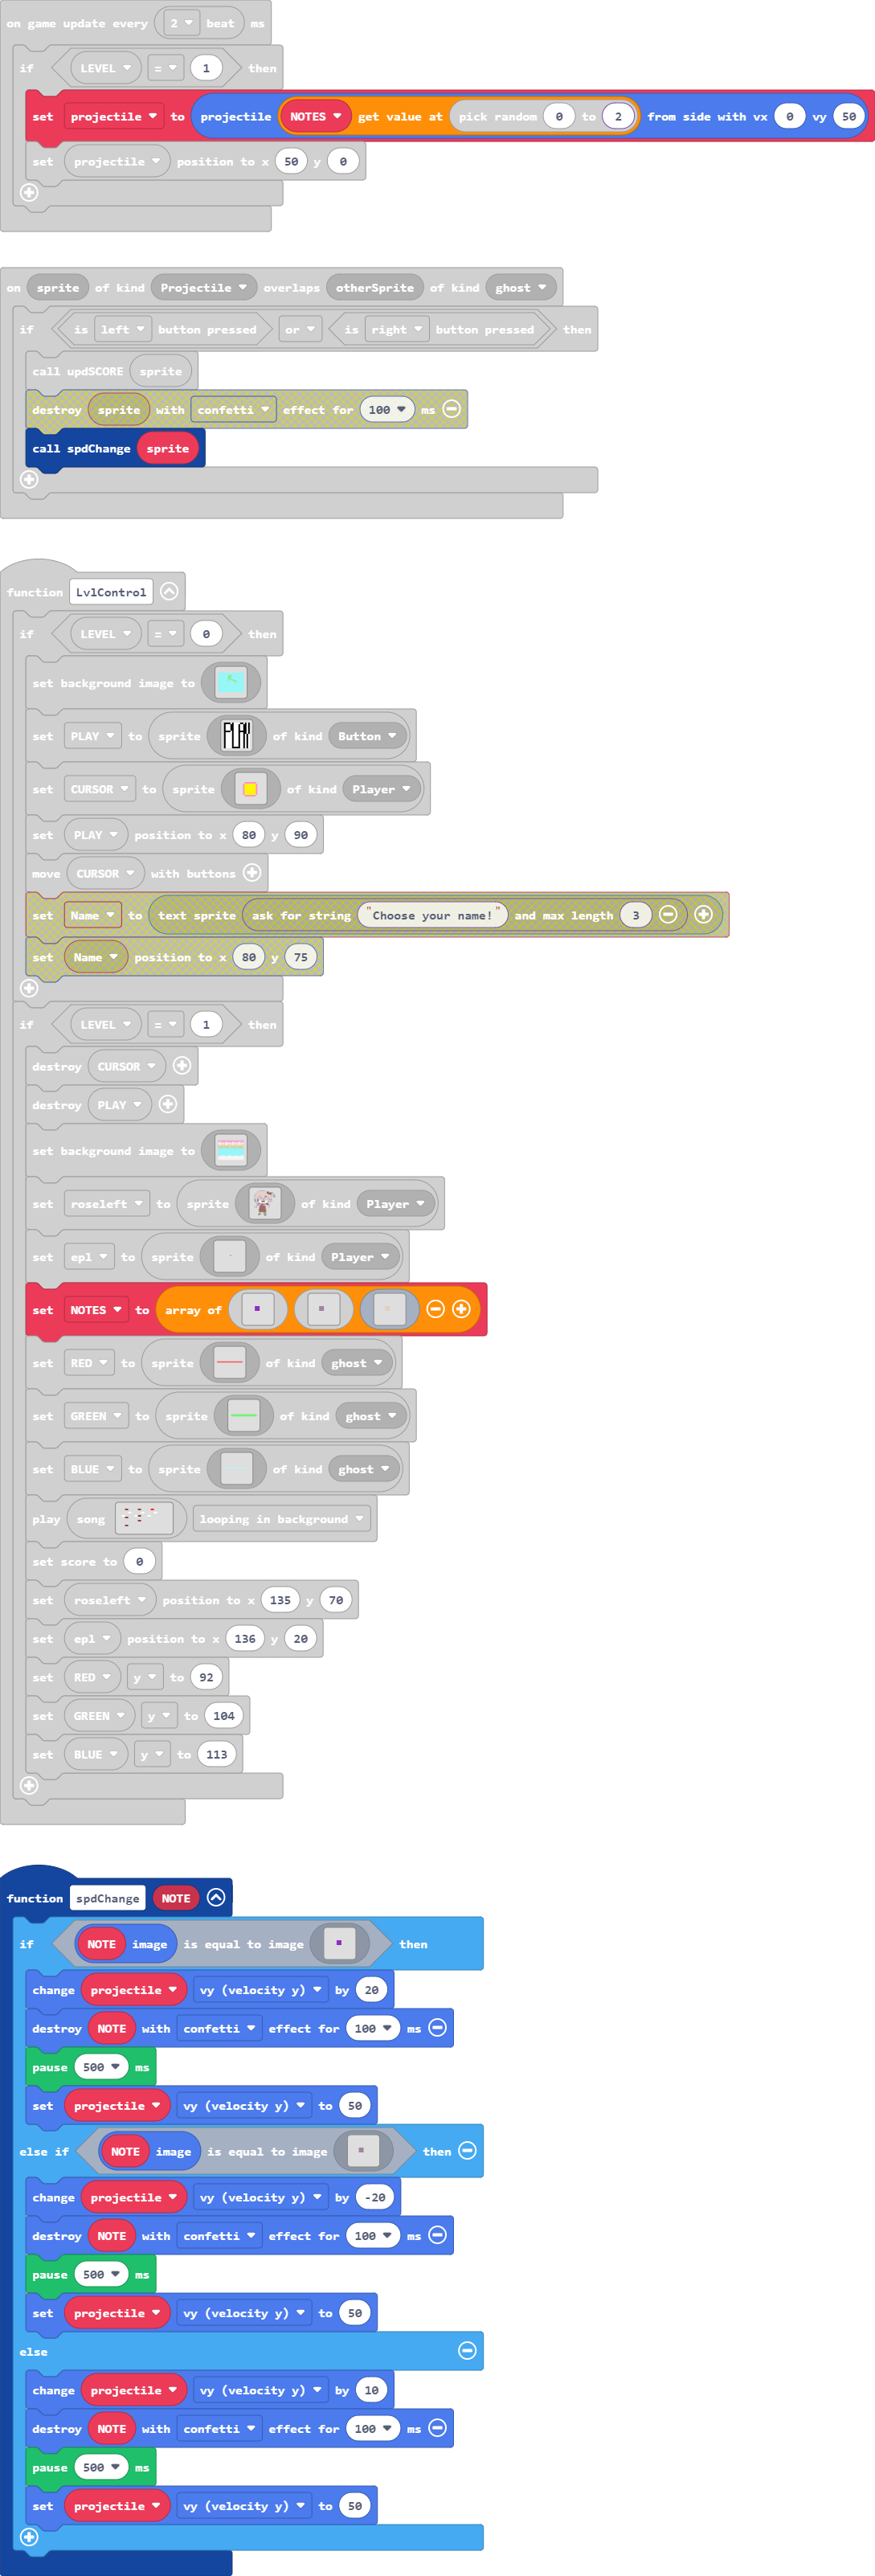 on game update every 2 beat ms
if LEVEL = 1 then
set projectile to projectile NOTES get value at pick random 0 to 2 from side with vx 0 vy 50
set projectile position to x 50 y 0
on sprite of kind Projectile overlaps otherSprite of kind ghost
if is left button pressed or is right button pressed then
call updSCORE sprite
destroy sprite with confetti effect for 100 ms
call spdChange sprite
function LvlControl
if LEVEL = 0 then
set background image to
set PLAY to sprite PLAY of kind Button
set CURSOR to sprite of kind Player
set PLAY position to x 80 y 90
move CURSOR with buttons
set Name to text sprite ask for string "Choose your name!" and max length 3
set Name position to x 80 y 75
if LEVEL = 1 then
destroy CURSOR
destroy PLAY
set background image to
set roseleft to sprite of kind Player
set epl to sprite of kind Player
set NOTES to array of
set RED to sprite of kind ghost
set GREEN to sprite of kind ghost
set BLUE to sprite of kind ghost
play song looping in background
set score to 0
set roseleft position to x 135 y 70
set epl position to x 136 y 20
set RED y to 92
set GREEN y to 104
set BLUE y to 113
function spdChange NOTE
if NOTE image is equal to image then
change projectile vy (velocity y) by 20
destroy NOTE with confetti effect for 100 ms
pause 500 ms
set projectile vy (velocity y) to 50
else if NOTE image is equal to image then
change projectile vy (velocity y) by -20
destroy NOTE with confetti effect for 100 ms
pause 500 ms
set projectile vy (velocity y) to 50
else
change projectile vy (velocity y) by 10
destroy NOTE with confetti effect for 100 ms
pause 500 ms
set projectile vy (velocity y) to 50